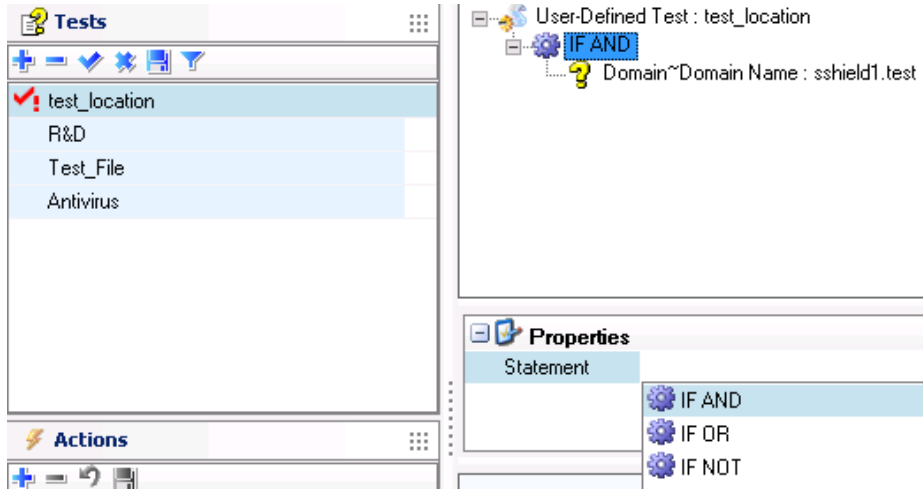 Tests
test_location
R&D
Test_File
Antivirus
Actions
User-Defined Test : test_location
IF AND
Domain~Domain Name : sshield1.test
Properties
Statement
IF AND
IF OR
IF NOT